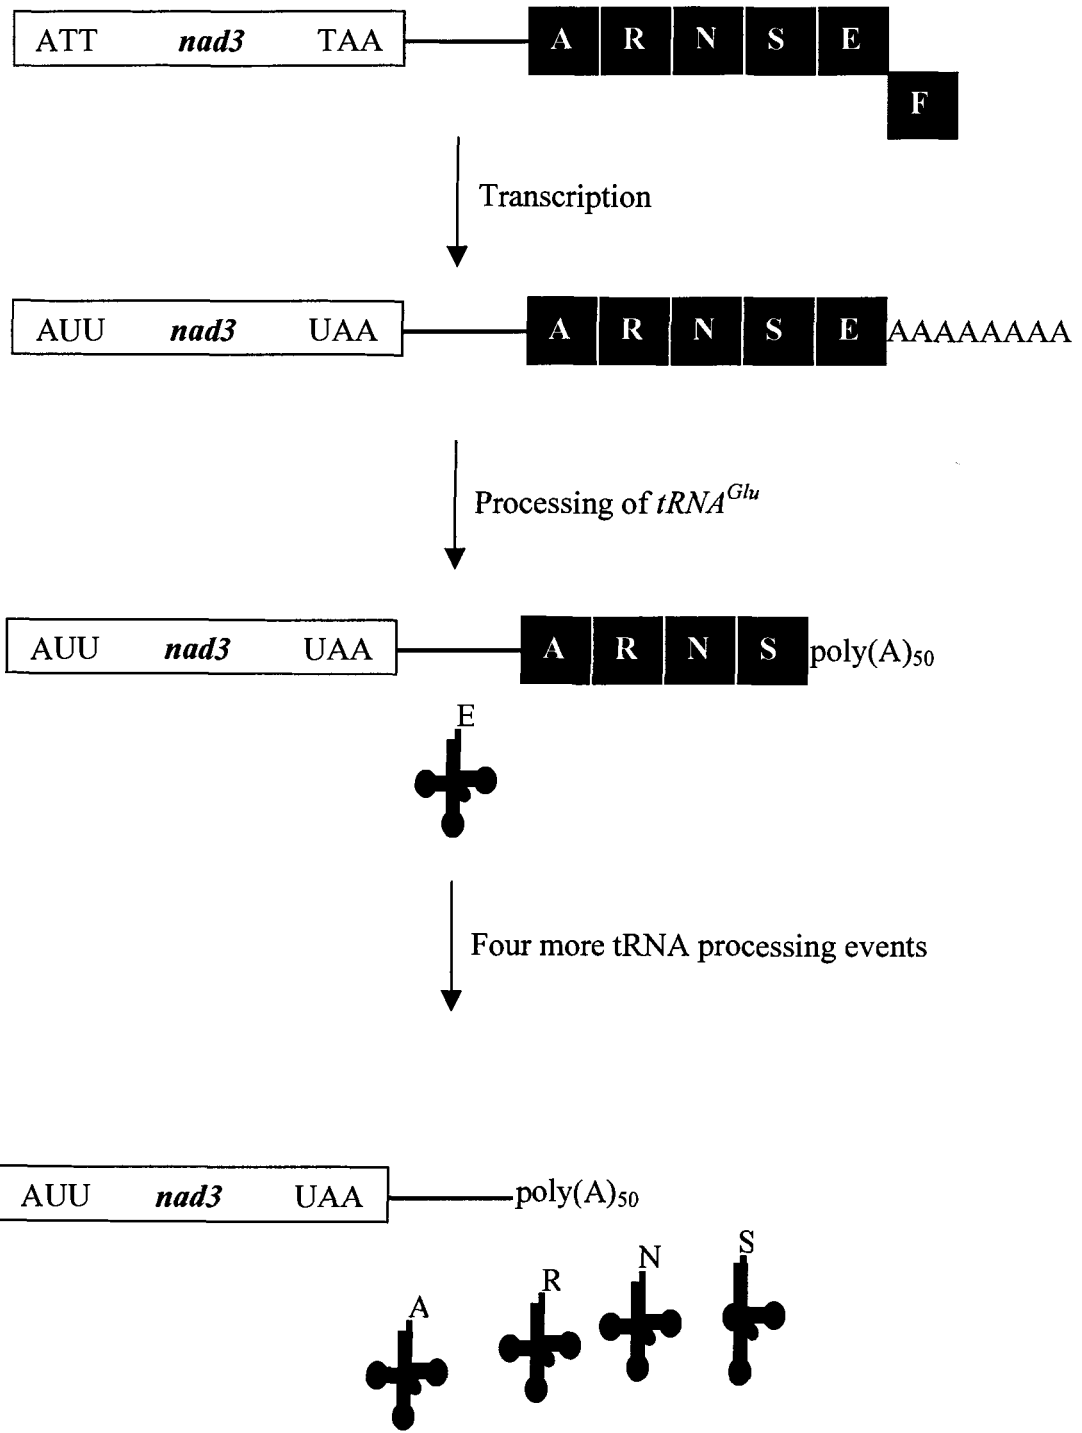 ATT nad3 TAA A R N S E
F
Transcription
AUU nad3 UAA A R N S E AAAAAAAA
Processing of tRNA^Glu
AUU nad3 UAA A R N S poly(A)₅₀
E
Four more tRNA processing events
AUU nad3 UAA poly(A)₅₀
A R N S